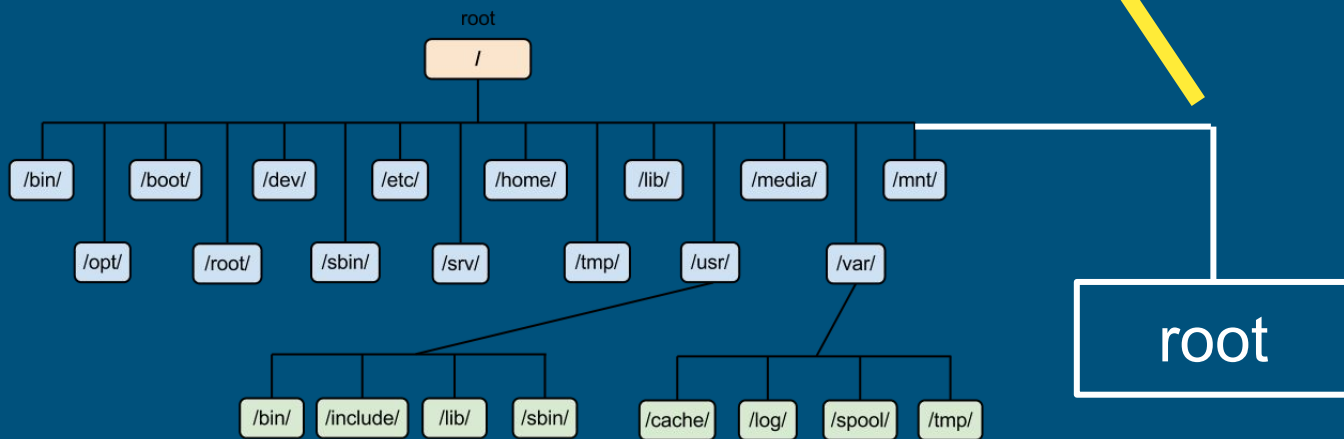 root
/
/bin/ /boot/ /dev/ /etc/ /home/ /lib/ /media/ /mnt/
/opt/ /root/ /sbin/ /srv/ /tmp/ /usr/ /var/
root
/bin/ /include/ /lib/ /sbin/ /cache/ /log/ /spool/ /tmp/